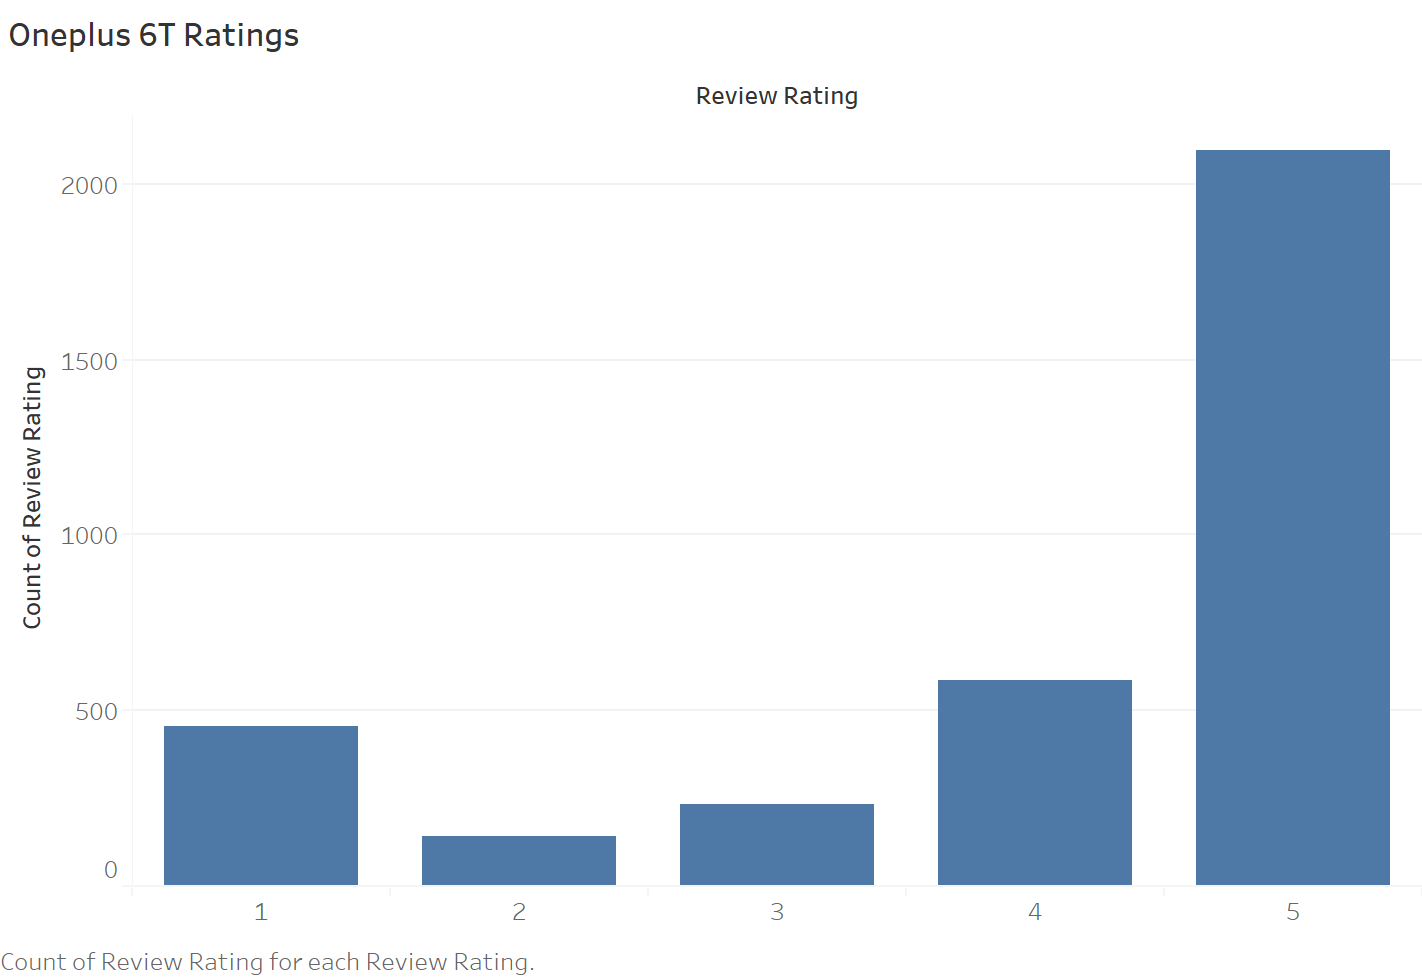 Oneplus 6T Ratings
Review Rating
Count of Review Rating
2000
1500
1000
500
0
1 2 3 4 5
Count of Review Rating for each Review Rating.